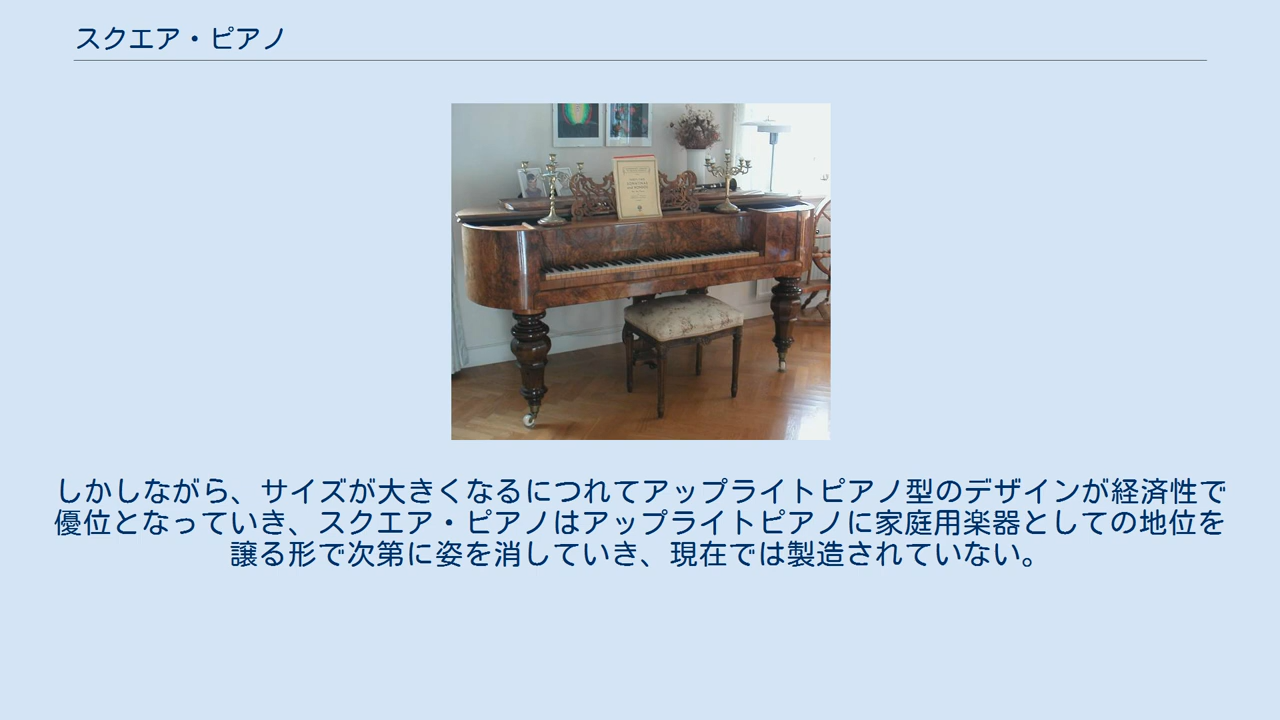 スクエア・ピアノ
しかしながら、サイズが大きくなるにつれてアップライトピアノ型のデザインが経済性で
優位となっていき、スクエア・ピアノはアップライトピアノに家庭用楽器としての地位を
譲る形で次第に姿を消していき、現在では製造されていない。